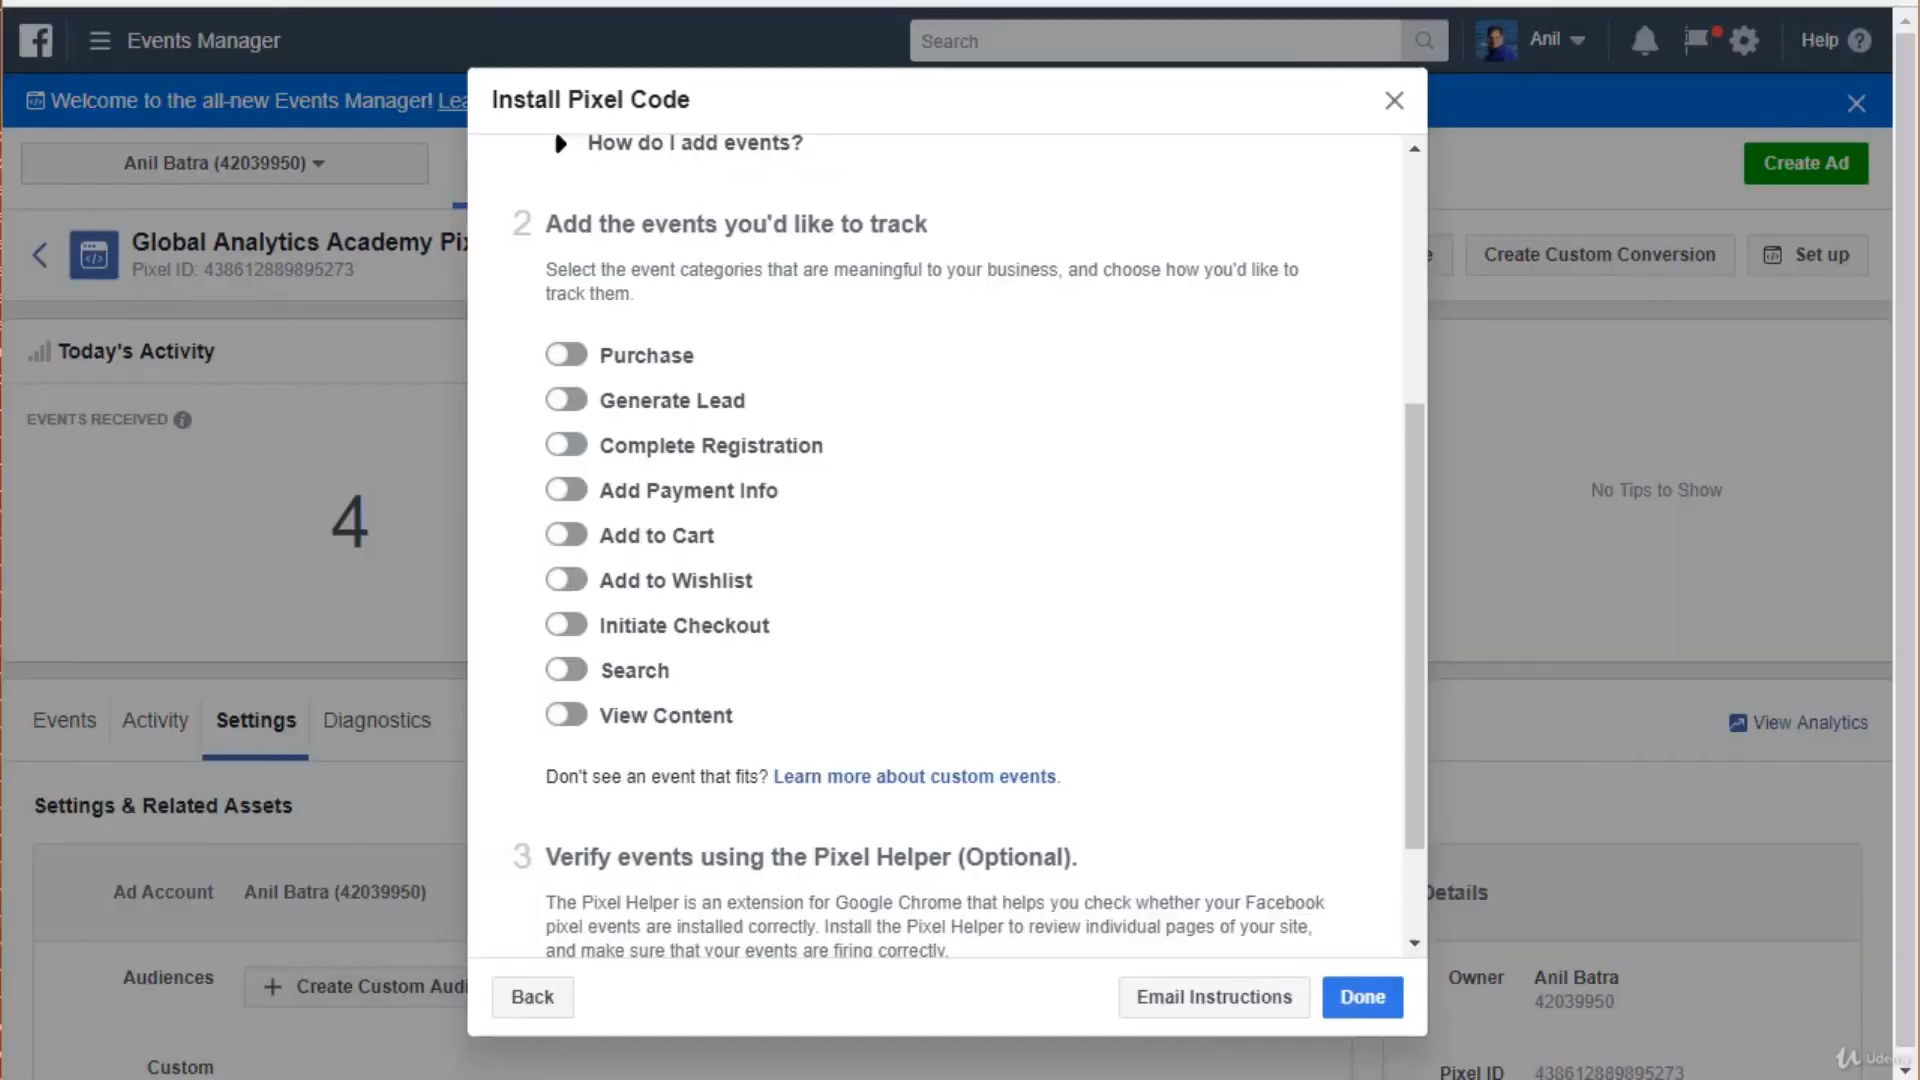 Events Manager
Search
Anil
Help
Welcome to the all-new Events Manager! Lea
Install Pixel Code
Anil Batra (42039950)
How do I add events?
Create Ad
Global Analytics Academy Pix
Pixel ID: 438612889895273
2 Add the events you'd like to track
Select the event categories that are meaningful to your business, and choose how you'd like to
track them.
e
Create Custom Conversion
Set up
Today's Activity
EVENTS RECEIVED
4
Purchase
Generate Lead
Complete Registration
Add Payment Info
Add to Cart
Add to Wishlist
Initiate Checkout
Search
View Content
No Tips to Show
Events
Activity
Settings
Diagnostics
View Analytics
Don't see an event that fits? Learn more about custom events.
Settings & Related Assets
3 Verify events using the Pixel Helper (Optional).
The Pixel Helper is an extension for Google Chrome that helps you check whether your Facebook
pixel events are installed correctly. Install the Pixel Helper to review individual pages of your site,
and make sure that your events are firing correctly.
Ad Account Anil Batra (42039950)
Details
Audiences
Create Custom Audi
Owner Anil Batra
42039950
Back
Email Instructions
Done
Custom
Pixel ID 438612889895273
Udemy